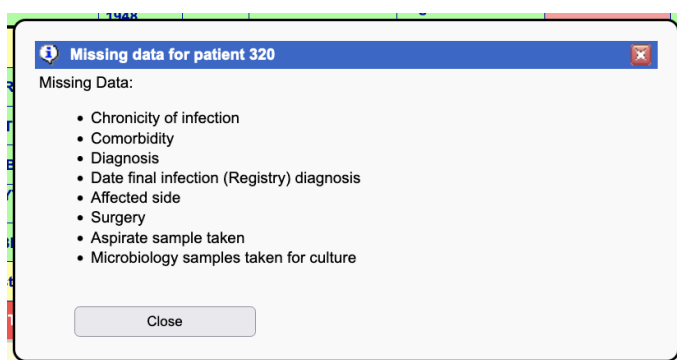 1948
Missing data for patient 320
Missing Data:
Chronicity of infection
Comorbidity
Diagnosis
Date final infection (Registry) diagnosis
Affected side
Surgery
Aspirate sample taken
Microbiology samples taken for culture
Close